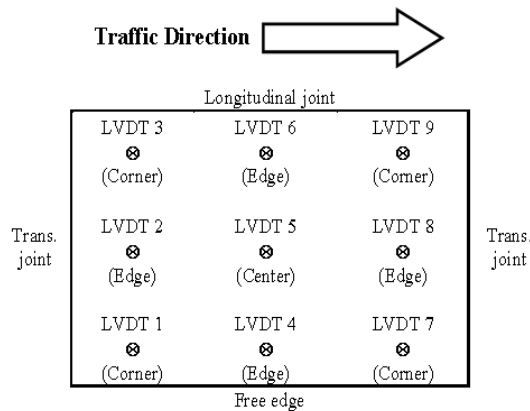 Traffic Direction
Longitudinal joint
LVDT 3 LVDT 6 LVDT 9
(Corner) (Edge) (Corner)
Trans. joint
LVDT 2 LVDT 5 LVDT 8
(Edge) (Center) (Edge)
Trans. joint
LVDT 1 LVDT 4 LVDT 7
(Corner) (Edge) (Corner)
Free edge